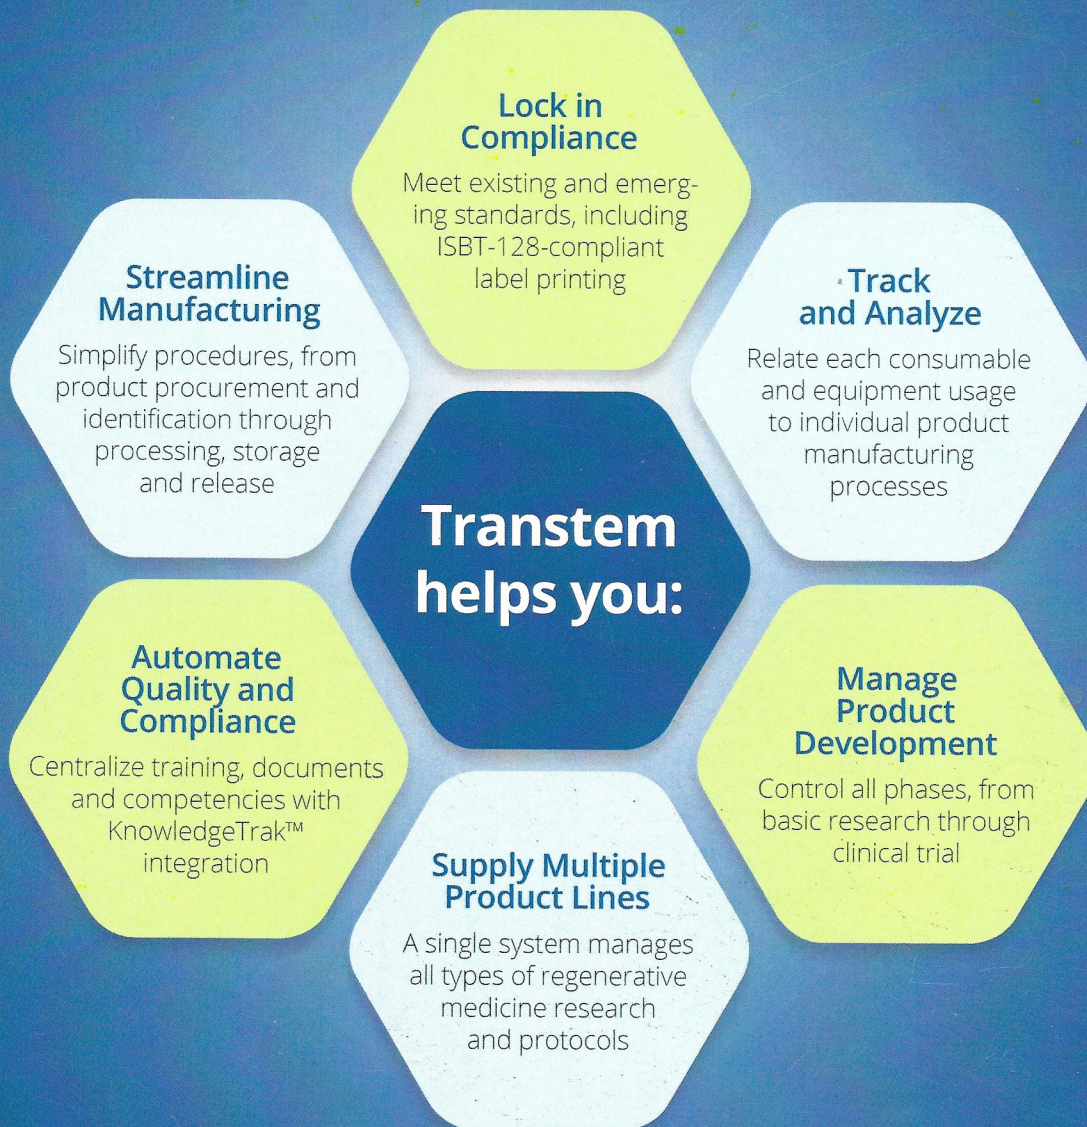 Lock in
Compliance
Meet existing and emerg-
ing standards, including
ISBT-128-compliant
label printing
Streamline
Manufacturing
Simplify procedures, from
product procurement and
identification through
processing, storage
and release
Track
and Analyze
Relate each consumable
and equipment usage
to individual product
manufacturing
processes
Transtem
helps you:
Automate
Quality and
Compliance
Centralize training, documents
and competencies with
KnowledgeTrak™
integration
Manage
Product
Development
Control all phases, from
basic research through
clinical trial
Supply Multiple
Product Lines
A single system manages
all types of regenerative
medicine research
and protocols